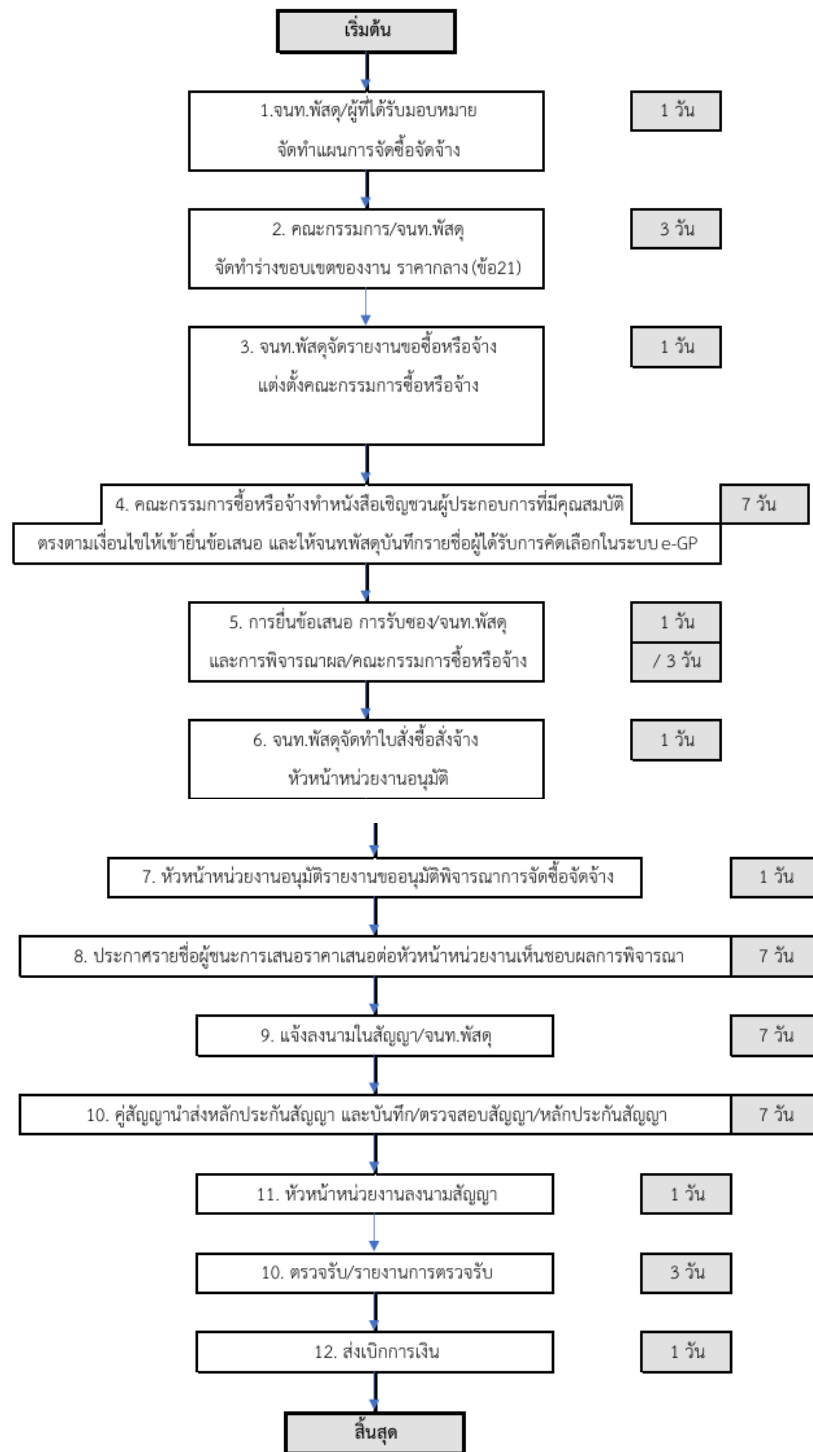 เริ่มต้น
1.จนท.พัสดุ/ผู้ที่ได้รับมอบหมาย
จัดทำแผนการจัดซื้อจัดจ้าง
1 วัน
2. คณะกรรมการ/จนท.พัสดุ
จัดทำร่างขอบเขตของงาน ราคากลาง (ข้อ21)
3 วัน
3. จนท.พัสดุจัดรายงานขอซื้อหรือจ้าง
แต่งตั้งคณะกรรมการซื้อหรือจ้าง
1 วัน
4. คณะกรรมการซื้อหรือจ้างทำหนังสือเชิญชวนผู้ประกอบการที่มีคุณสมบัติ
ตรงตามเงื่อนไขให้เข้ายื่นข้อเสนอ และให้จนทพัสดุบันทึกรายชื่อผู้ได้รับการคัดเลือกในระบบ e-GP
7 วัน
5. การยื่นข้อเสนอ การรับซอง/จนท.พัสดุ
และการพิจารณาผล/คณะกรรมการซื้อหรือจ้าง
1 วัน
/ 3 วัน
6. จนท.พัสดุจัดทำใบสั่งซื้อสั่งจ้าง
หัวหน้าหน่วยงานอนุมัติ
1 วัน
7. หัวหน้าหน่วยงานอนุมัติรายงานขออนุมัติพิจารณาการจัดซื้อจัดจ้าง
1 วัน
8. ประกาศรายชื่อผู้ชนะการเสนอราคาเสนอต่อหัวหน้าหน่วยงานเห็นชอบผลการพิจารณา
7 วัน
9. แจ้งลงนามในสัญญา/จนท.พัสดุ
7 วัน
10. คู่สัญญานำส่งหลักประกันสัญญา และบันทึก/ตรวจสอบสัญญา/หลักประกันสัญญา
7 วัน
11. หัวหน้าหน่วยงานลงนามสัญญา
1 วัน
10. ตรวจรับ/รายงานการตรวจรับ
3 วัน
12. ส่งเบิกการเงิน
1 วัน
สิ้นสุด